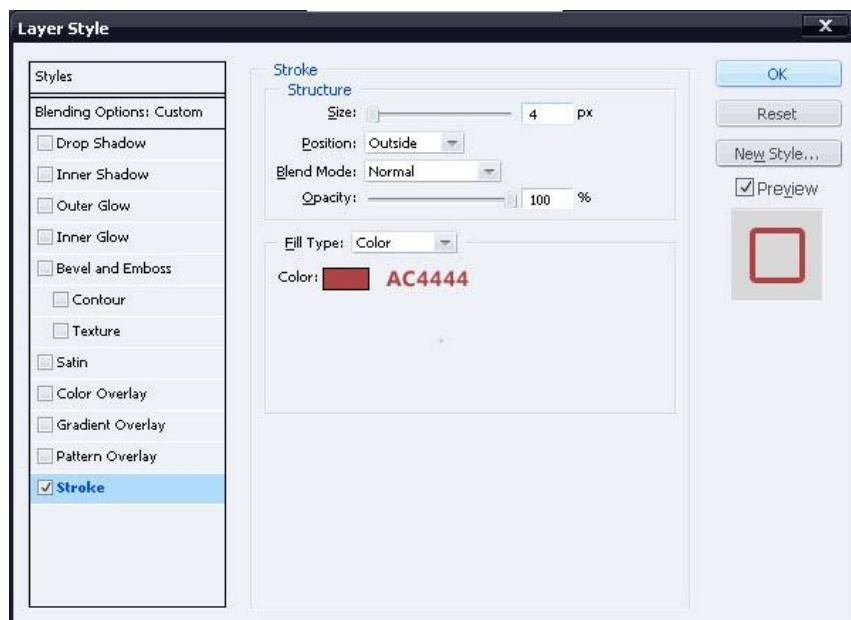 Layer Style
X
Styles
Blending Options: Custom
Drop Shadow
Inner Shadow
Outer Glow
Inner Glow
Bevel and Emboss
Contour
Texture
Satin
Color Overlay
Gradient Overlay
Pattern Overlay
Stroke
Stroke
Structure
Size: 4 px
Position: Outside
Blend Mode: Normal
Opacity: 100 %
Fill Type: Color
Color: AC4444
OK
Reset
New Style...
Preview